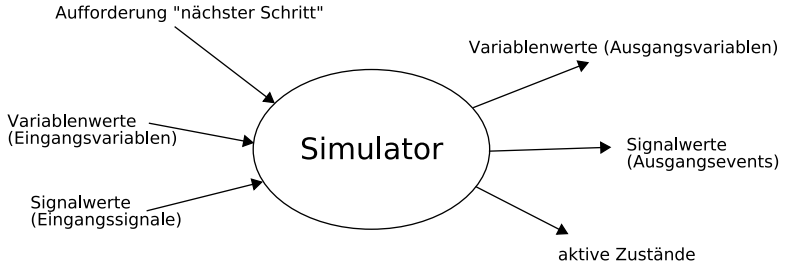 Aufforderung "nächster Schritt"
Variablenwerte (Ausgangsvariablen)
Variablenwerte
(Eingangsvariablen)
Simulator
Signalwerte
(Ausgangsevents)
Signalwerte
(Eingangssignale)
aktive Zustände